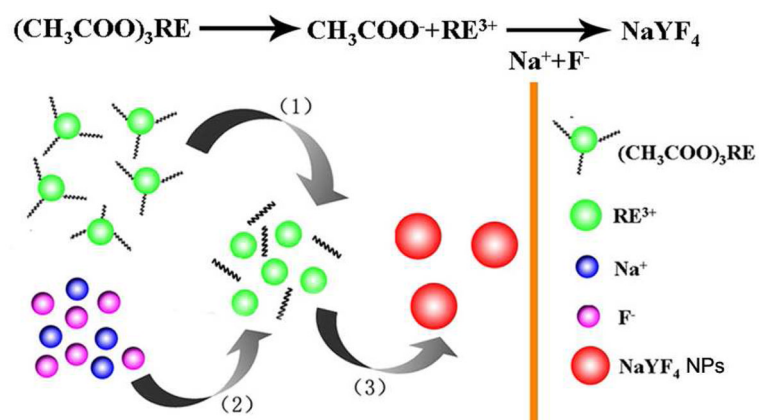 (CH₃COO)₃RE CH₃COO⁻+RE³⁺ NaYF₄
Na⁺+F⁻
(1)
(CH₃COO)₃RE
RE³⁺
Na⁺
F⁻
(2)
(3)
NaYF₄ NPs